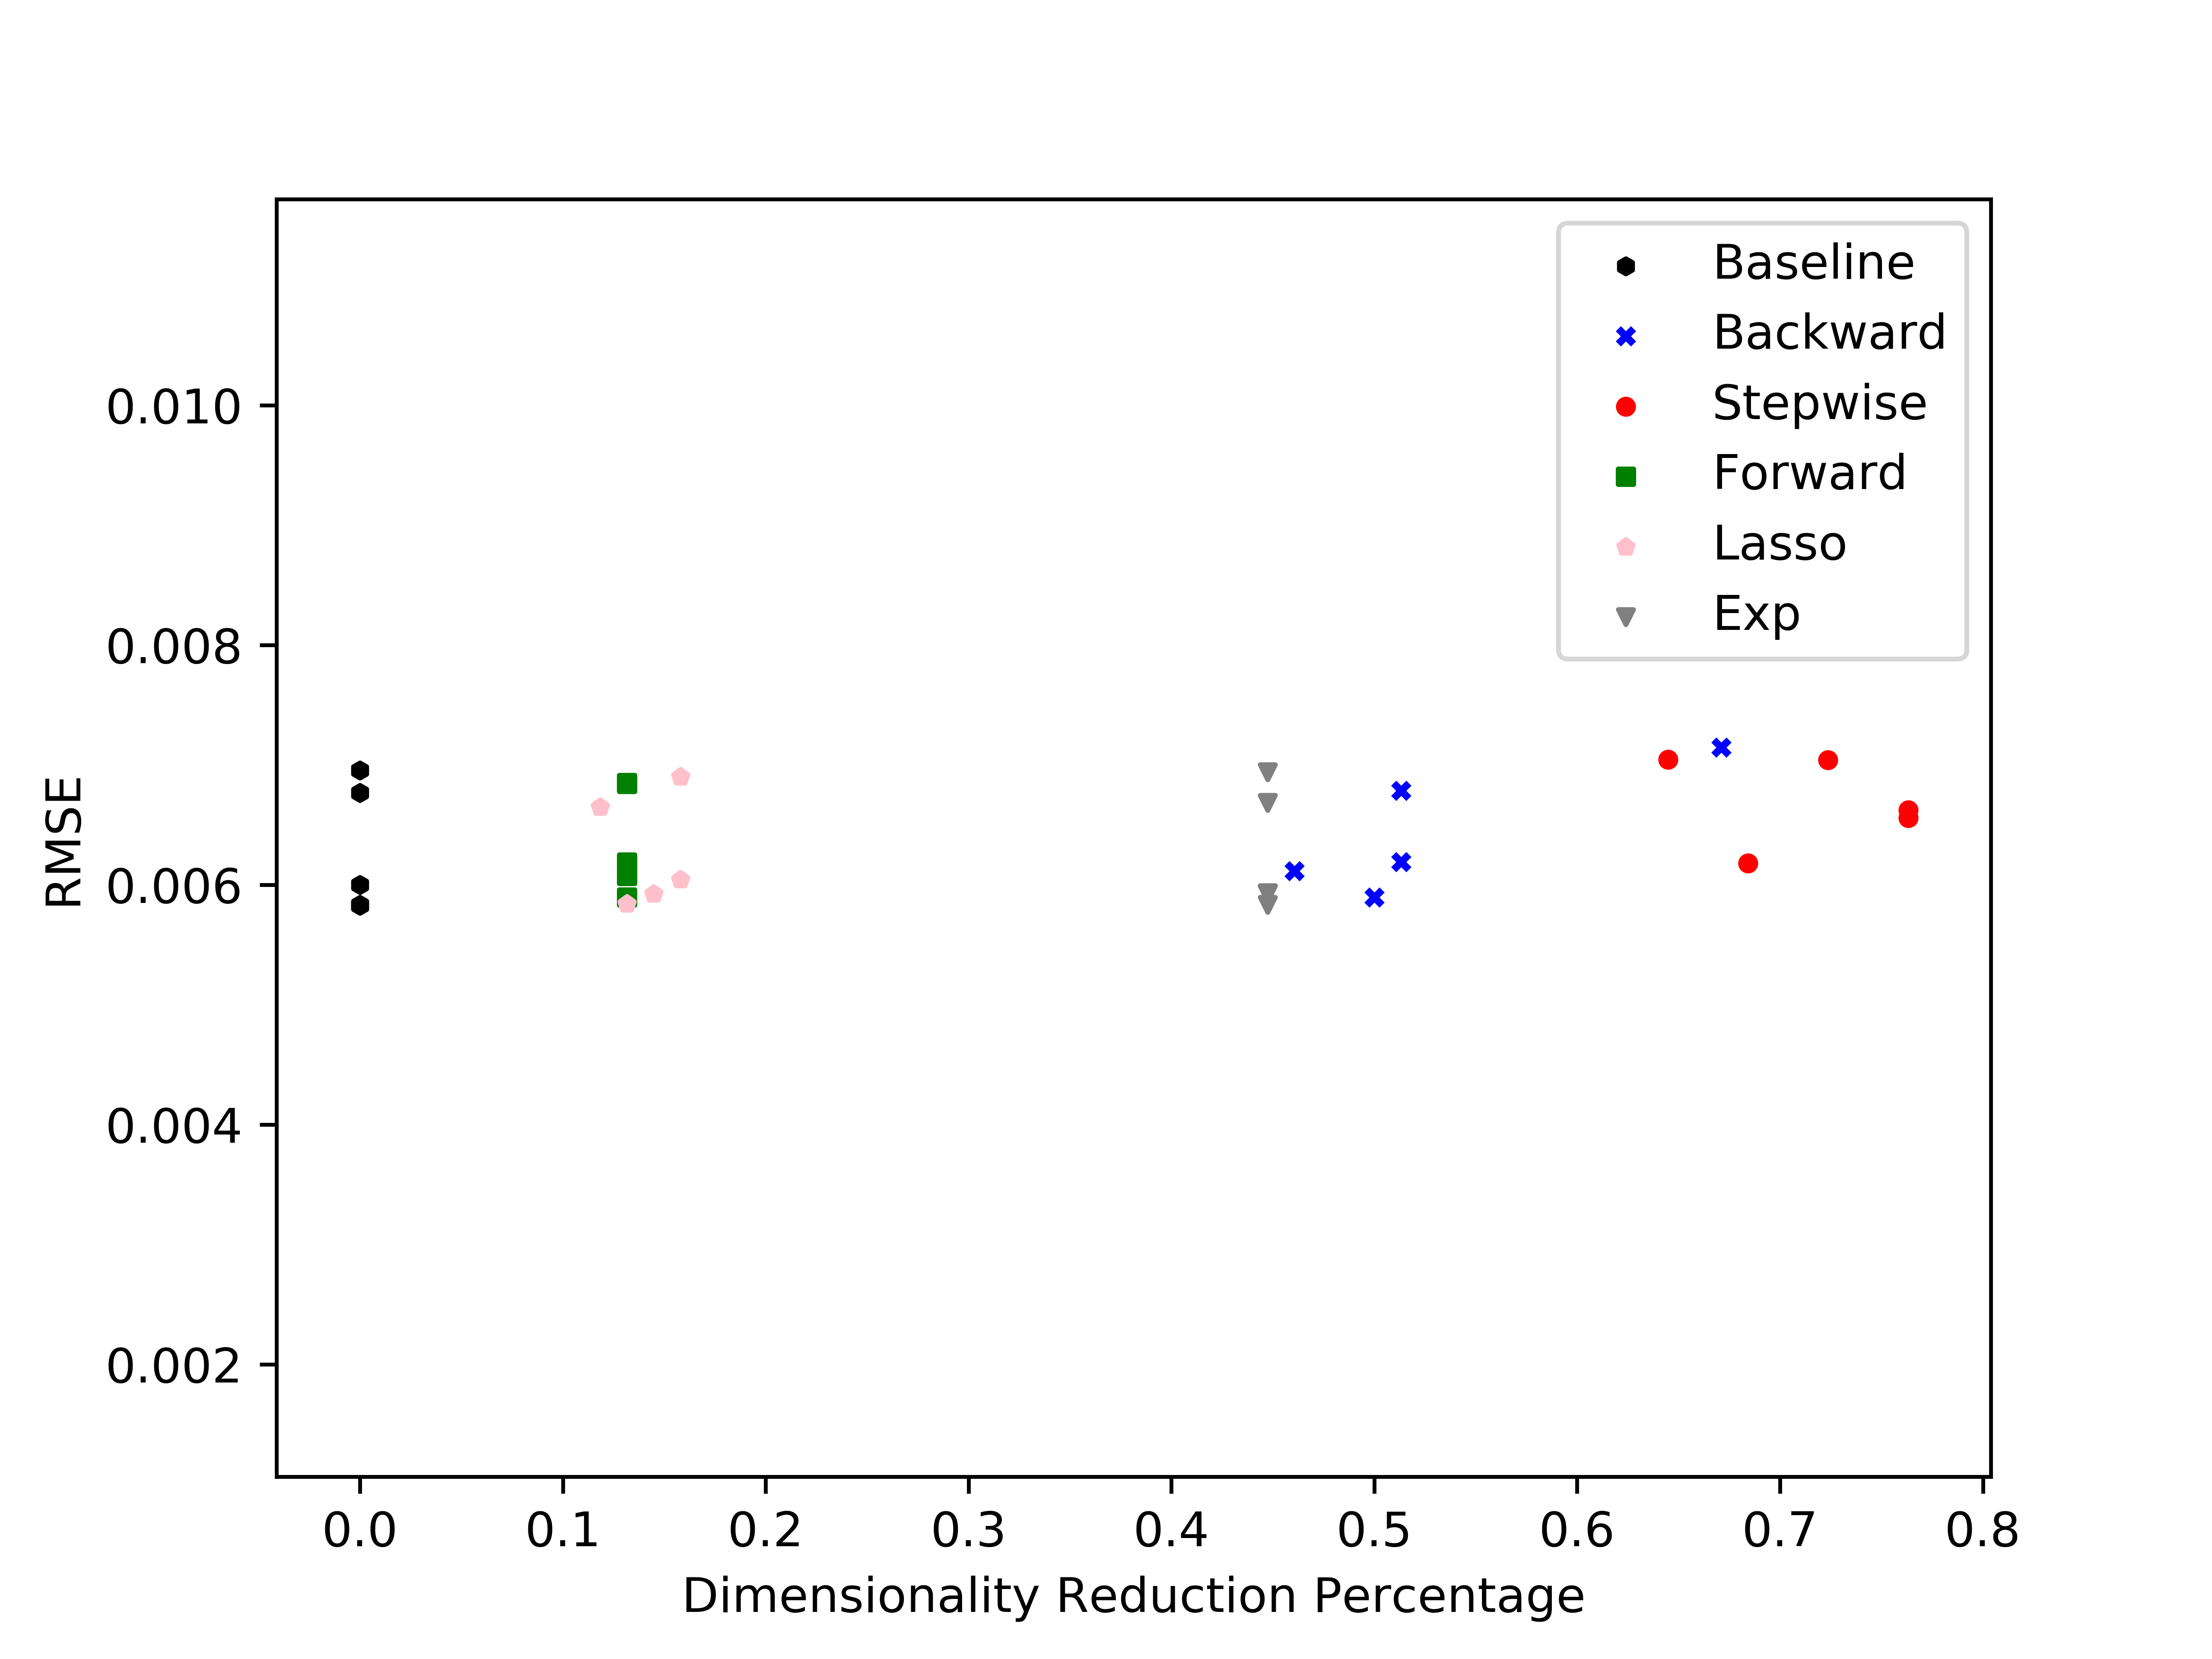 Baseline
Backward
Stepwise
Forward
Lasso
Exp
0.010
0.008
0.006
0.004
0.002
RMSE
0.0 0.1 0.2 0.3 0.4 0.5 0.6 0.7 0.8
Dimensionality Reduction Percentage